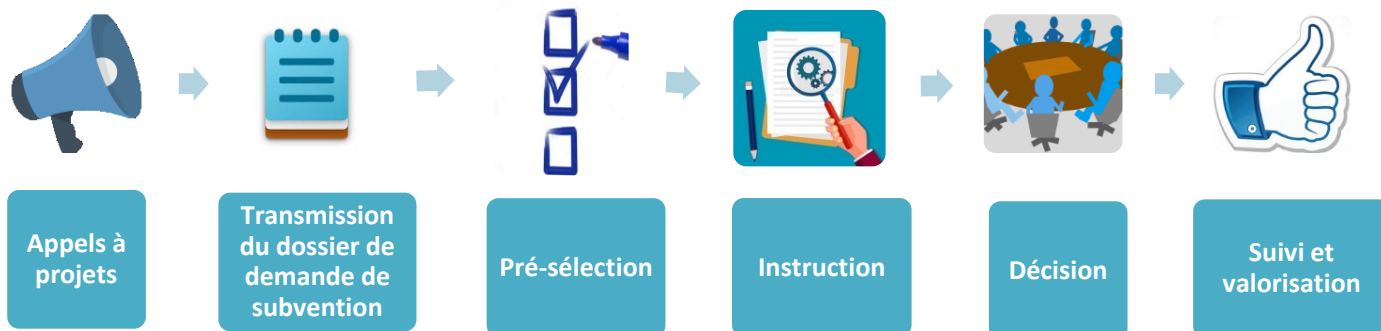 Appels à
projets
Transmission
du dossier de
demande de
subvention
Pré-sélection
Instruction
Décision
Suivi et
valorisation